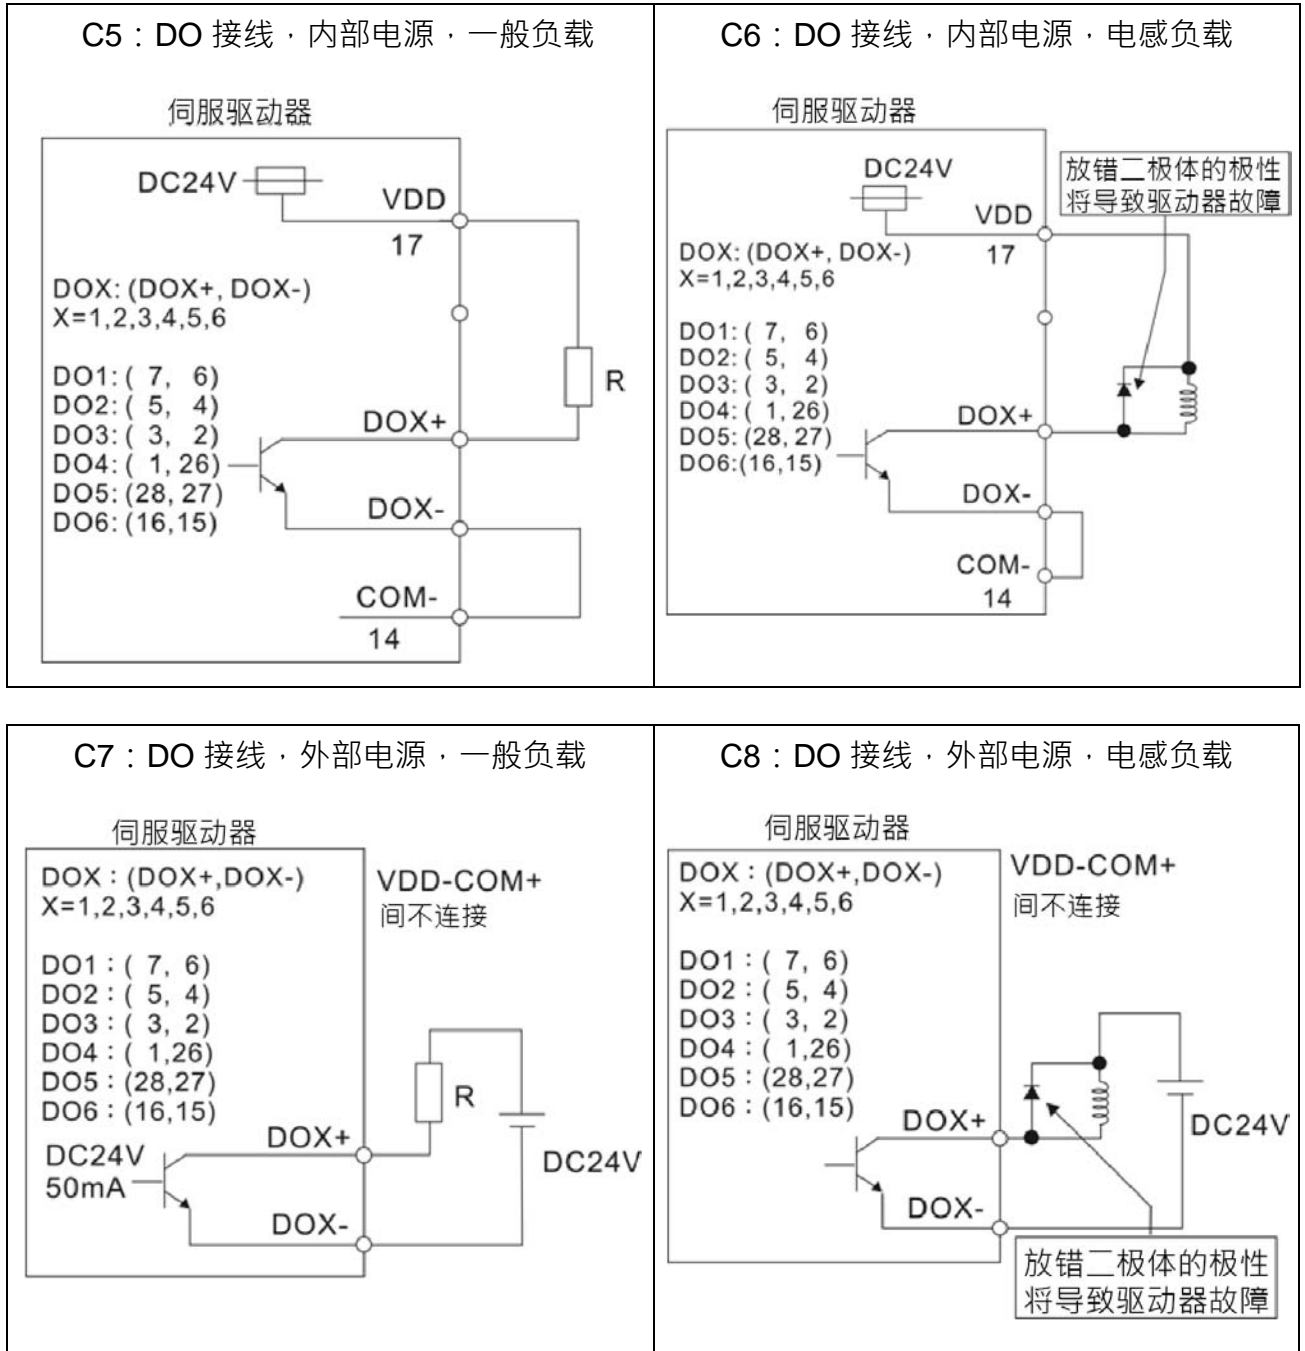 C5：DO 接线，内部电源，一般负载
伺服驱动器
DC24V
VDD
17
DOX: (DOX+, DOX-)
X=1,2,3,4,5,6
DO1: ( 7, 6)
DO2: ( 5, 4)
DO3: ( 3, 2)
DO4: ( 1, 26)
DO5: (28, 27)
DO6: (16,15)
R
DOX+
DOX-
COM-
14
C6：DO 接线，内部电源，电感负载
伺服驱动器
DC24V
放错二极体的极性
将导致驱动器故障
VDD
17
DOX: (DOX+, DOX-)
X=1,2,3,4,5,6
DO1: ( 7, 6)
DO2: ( 5, 4)
DO3: ( 3, 2)
DO4: ( 1, 26)
DO5: (28, 27)
DO6:(16,15)
DOX+
DOX-
COM-
14
C7：DO 接线，外部电源，一般负载
伺服驱动器
DOX：(DOX+,DOX-)
X=1,2,3,4,5,6
VDD-COM+
间不连接
DO1：( 7, 6)
DO2：( 5, 4)
DO3：( 3, 2)
DO4：( 1,26)
DO5：(28,27)
DO6：(16,15)
R
DOX+
DC24V
50mA
DC24V
DOX-
C8：DO 接线，外部电源，电感负载
伺服驱动器
DOX：(DOX+,DOX-)
X=1,2,3,4,5,6
VDD-COM+
间不连接
DO1：( 7, 6)
DO2：( 5, 4)
DO3：( 3, 2)
DO4：( 1,26)
DO5：(28,27)
DO6：(16,15)
DOX+
DC24V
DOX-
放错二极体的极性
将导致驱动器故障